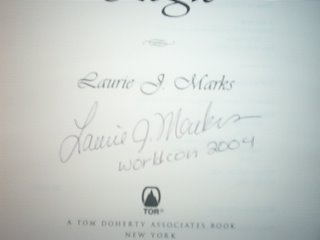 Laurie J. Marks
Laurie J. Marks
Worldcon 2004
TOR®
A TOM DOHERTY ASSOCIATES BOOK
NEW YORK